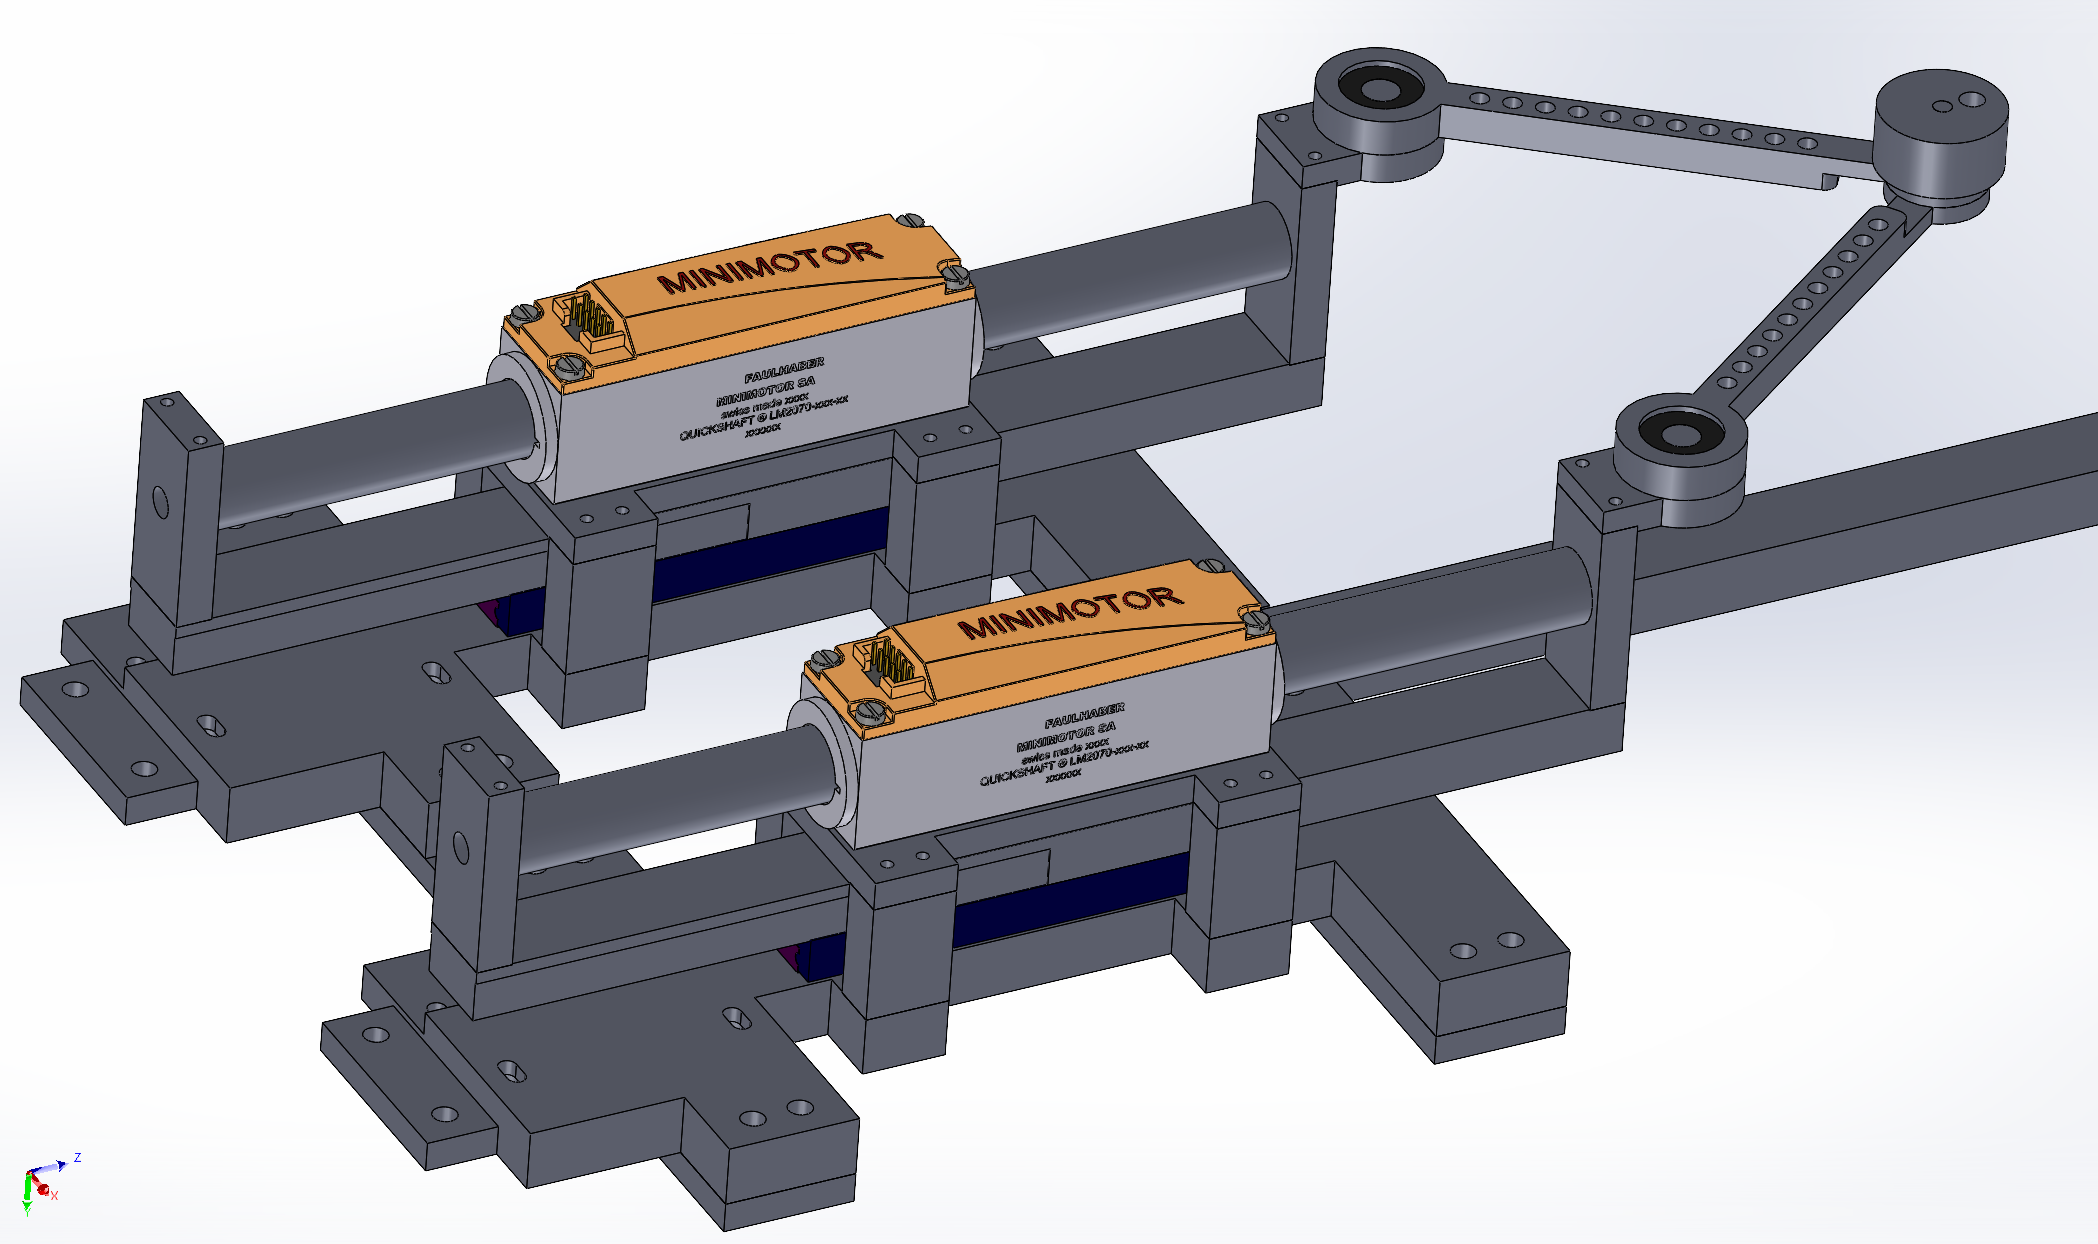 MINIMOTOR
FAULHABER
MINIMOTOR SA
swiss made xxxx
QUICKSHAFT ® LM2070-xxx-xx
xxxxxx
MINIMOTOR
FAULHABER
MINIMOTOR SA
swiss made xxxx
QUICKSHAFT ® LM2070-xxx-xx
xxxxxx
Z
X